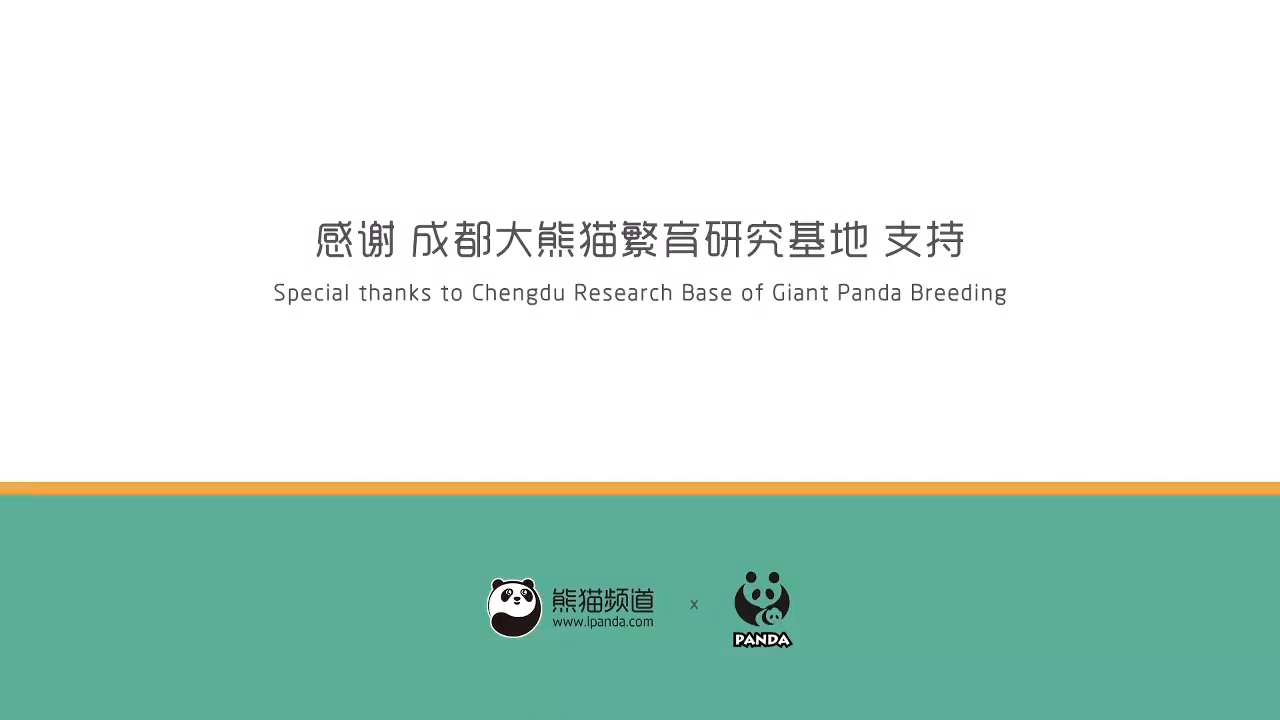 感谢 成都大熊猫繁育研究基地 支持
Special thanks to Chengdu Research Base of Giant Panda Breeding
熊猫频道
www.ipanda.com
x
PANDA